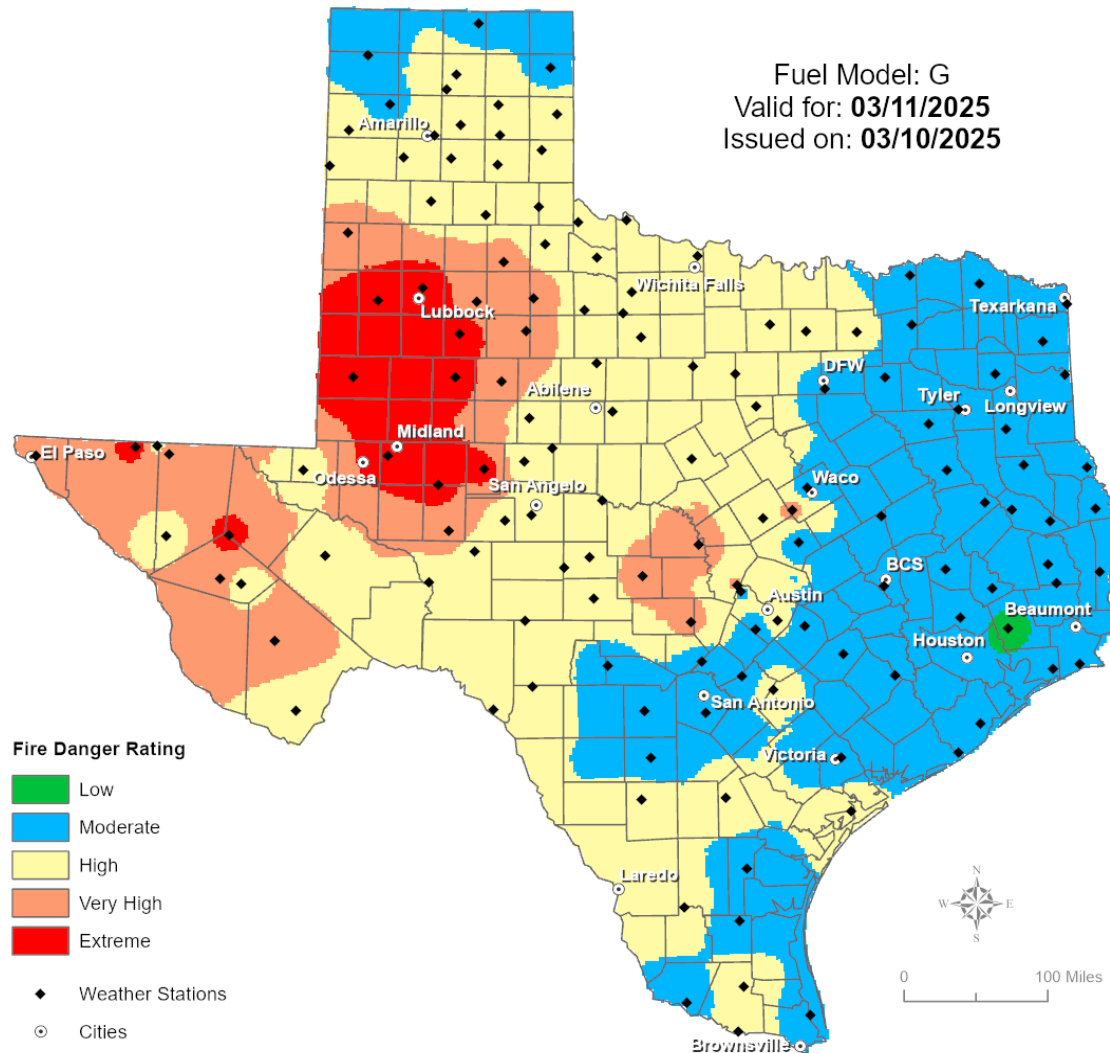 Fuel Model: G
Valid for: 03/11/2025
Issued on: 03/10/2025
Amarillo
Wichita Falls
Lubbock
Texarkana
DFW
Abilene
Tyler
Longview
Midland
El Paso
Odessa
San Angelo
Waco
BCS
Austin
Beaumont
Houston
San Antonio
Victoria
Laredo
Brownsville
Fire Danger Rating
Low
Moderate
High
Very High
Extreme
Weather Stations
Cities
N
W E
S
0 100 Miles